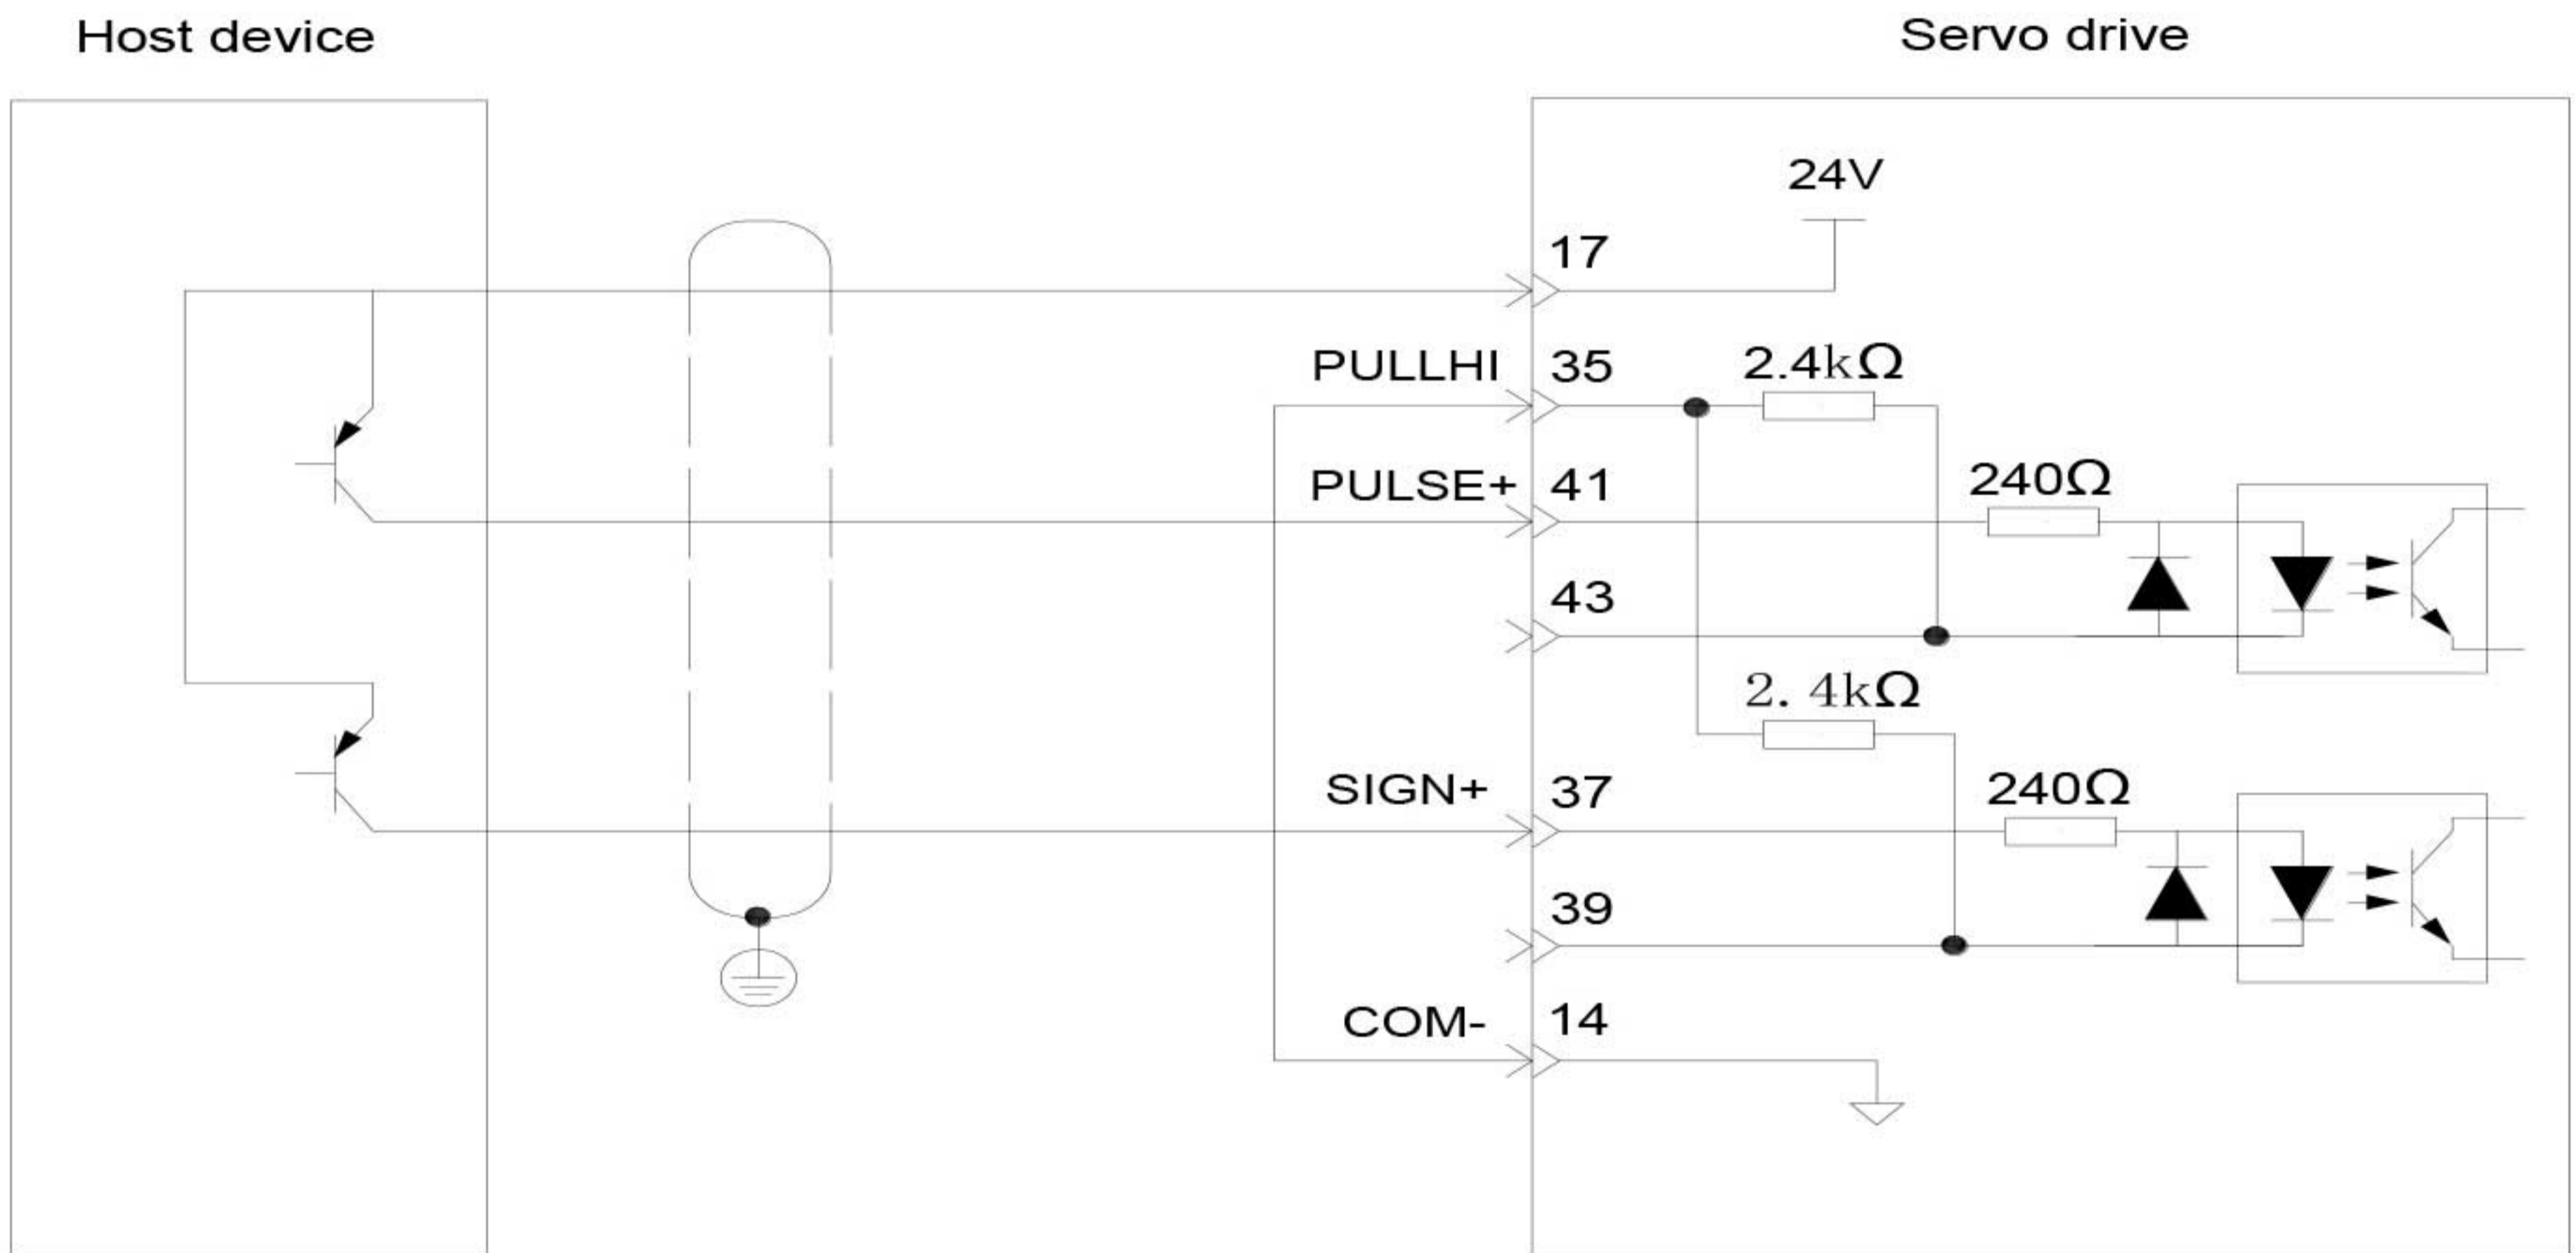 Host device
Servo drive
24V
17
PULLHI 35 2.4kΩ
PULSE+ 41 240Ω
43
2. 4kΩ
SIGN+ 37 240Ω
39
COM- 14